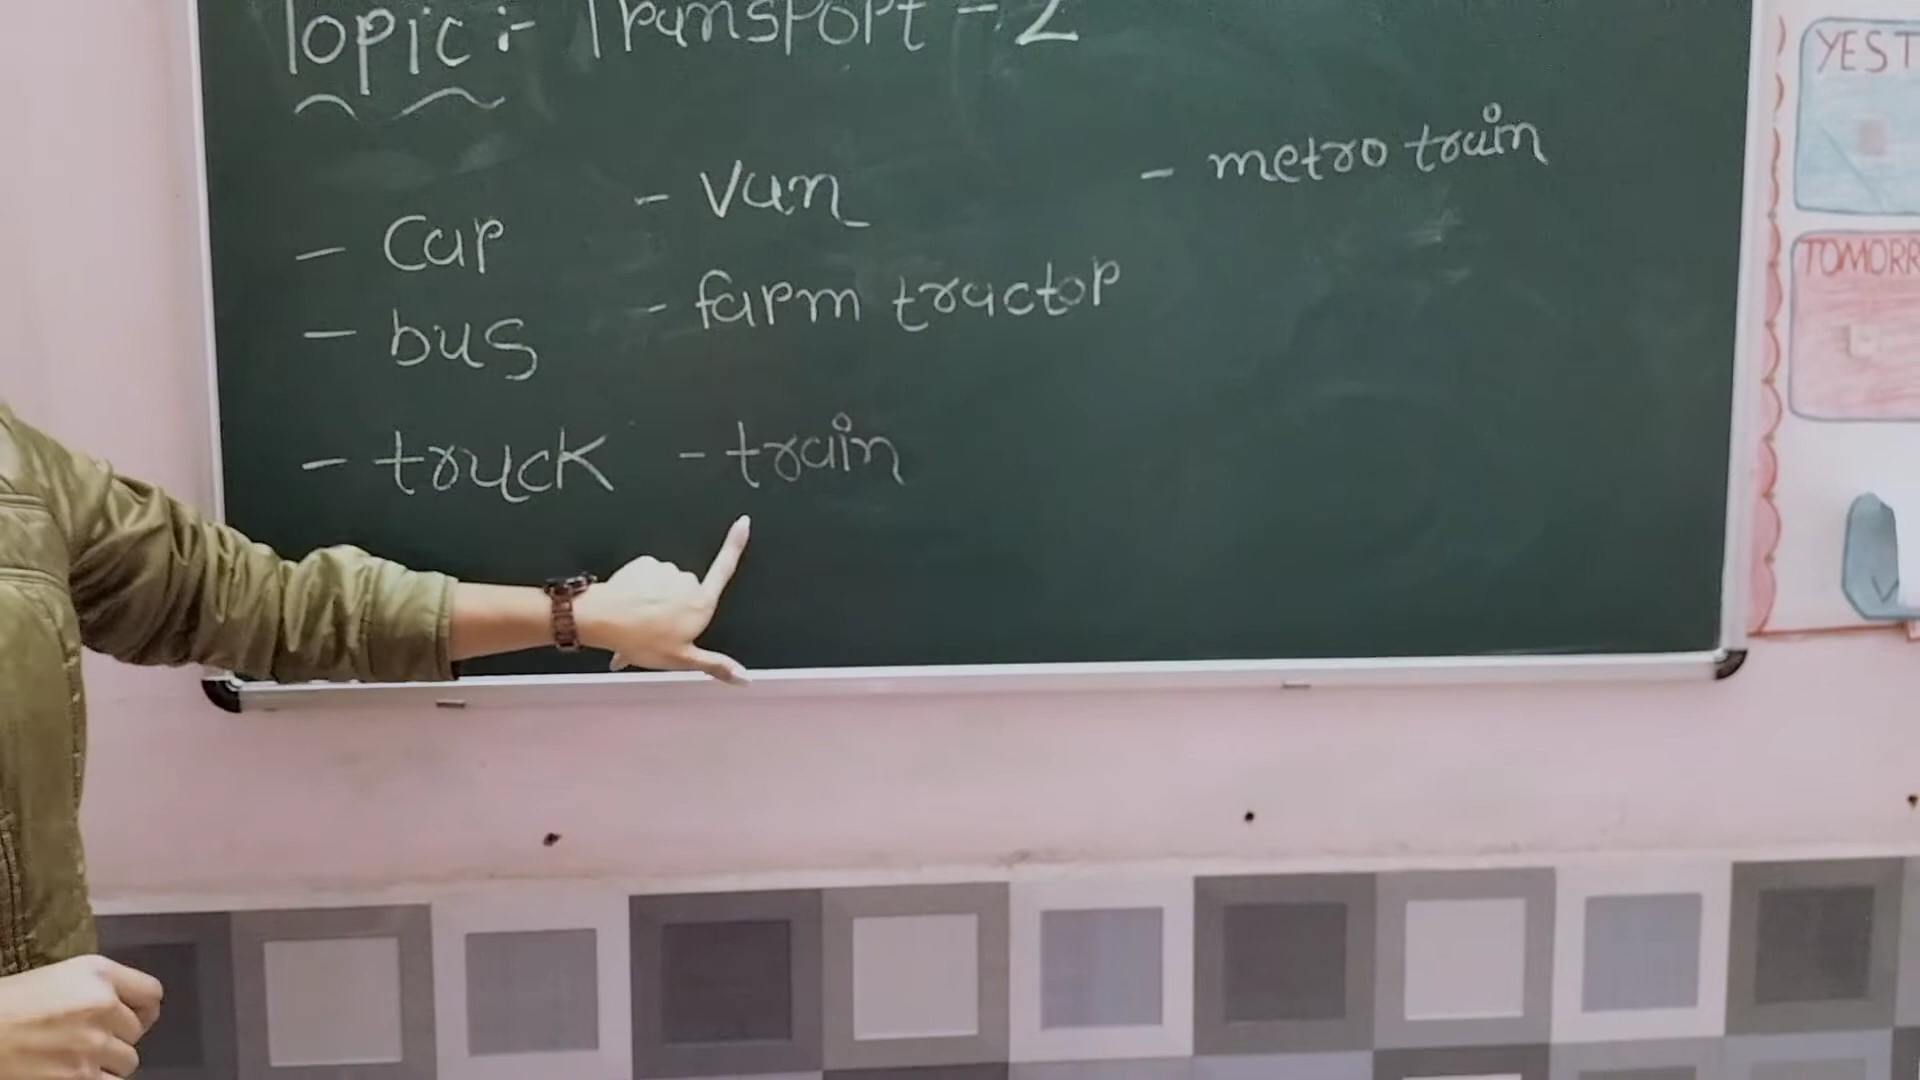 Topic :- Transport - 2
- Car
- bus
- truck
- Van
- farm tractor
- train
- metro train
YEST
TOMORR